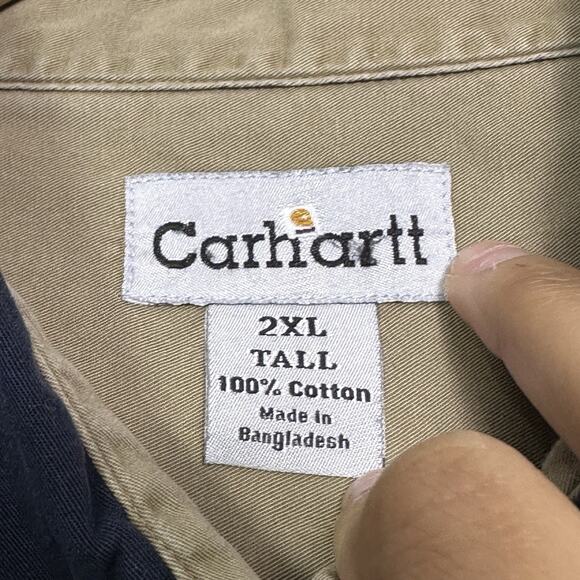 Carhartt
2XL
TALL
100% Cotton
Made in
Bangladesh